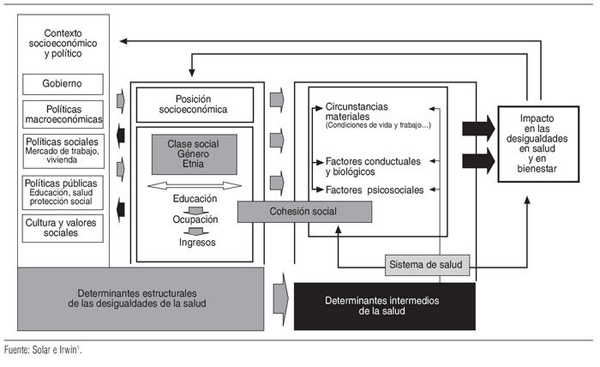 Contexto
socioeconómico
y político
Gobierno
Políticas
macroeconómicas
Políticas sociales
Mercado de trabajo,
vivienda
Políticas públicas
Educación, salud
protección social
Cultura y valores
sociales
Posición
socioeconómica
Clase social
Género
Etnia
Educación
Ocupación
Ingresos
Cohesión social
Circunstancias
materiales
(Condiciones de vida y trabajo...)
Factores conductuales
y biológicos
Factores psicosociales
Impacto
en las
desigualdades
en salud
y en
bienestar
Sistema de salud
Determinantes estructurales
de las desigualdades de la salud
Determinantes intermedios
de la salud
Fuente: Solar e Irwin¹.